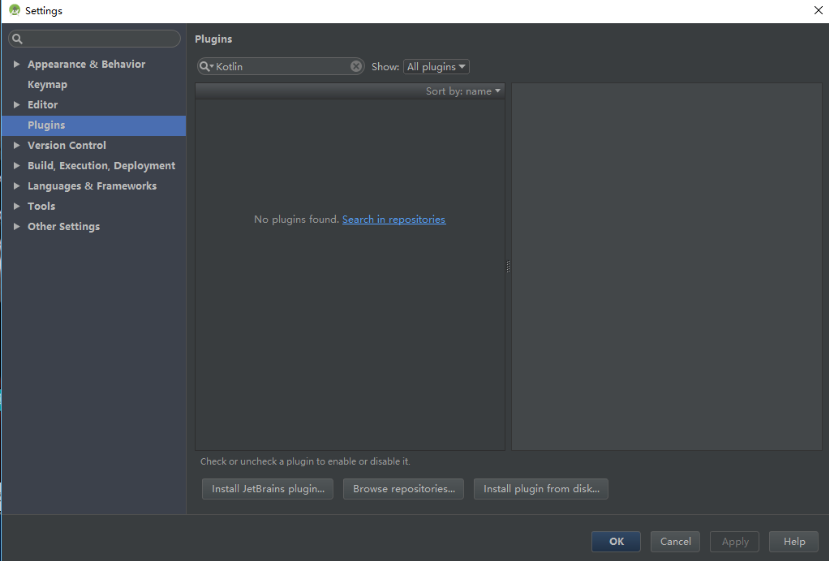 Settings
Plugins
Kotlin Show: All plugins
Appearance & Behavior
Keymap
Editor
Plugins
Version Control
Build, Execution, Deployment
Languages & Frameworks
Tools
Other Settings
Sort by: name
No plugins found. Search in repositories
Check or uncheck a plugin to enable or disable it.
Install JetBrains plugin... Browse repositories... Install plugin from disk...
OK Cancel Apply Help